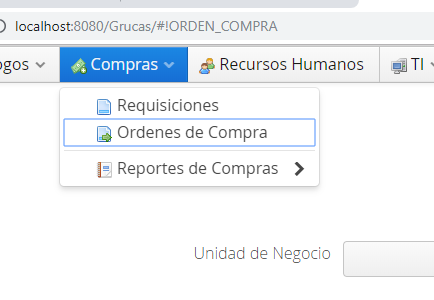 localhost:8080/Grucas/#!ORDEN_COMPRA
ogos Compras Recursos Humanos TI
Requisiciones
Ordenes de Compra
Reportes de Compras
Unidad de Negocio